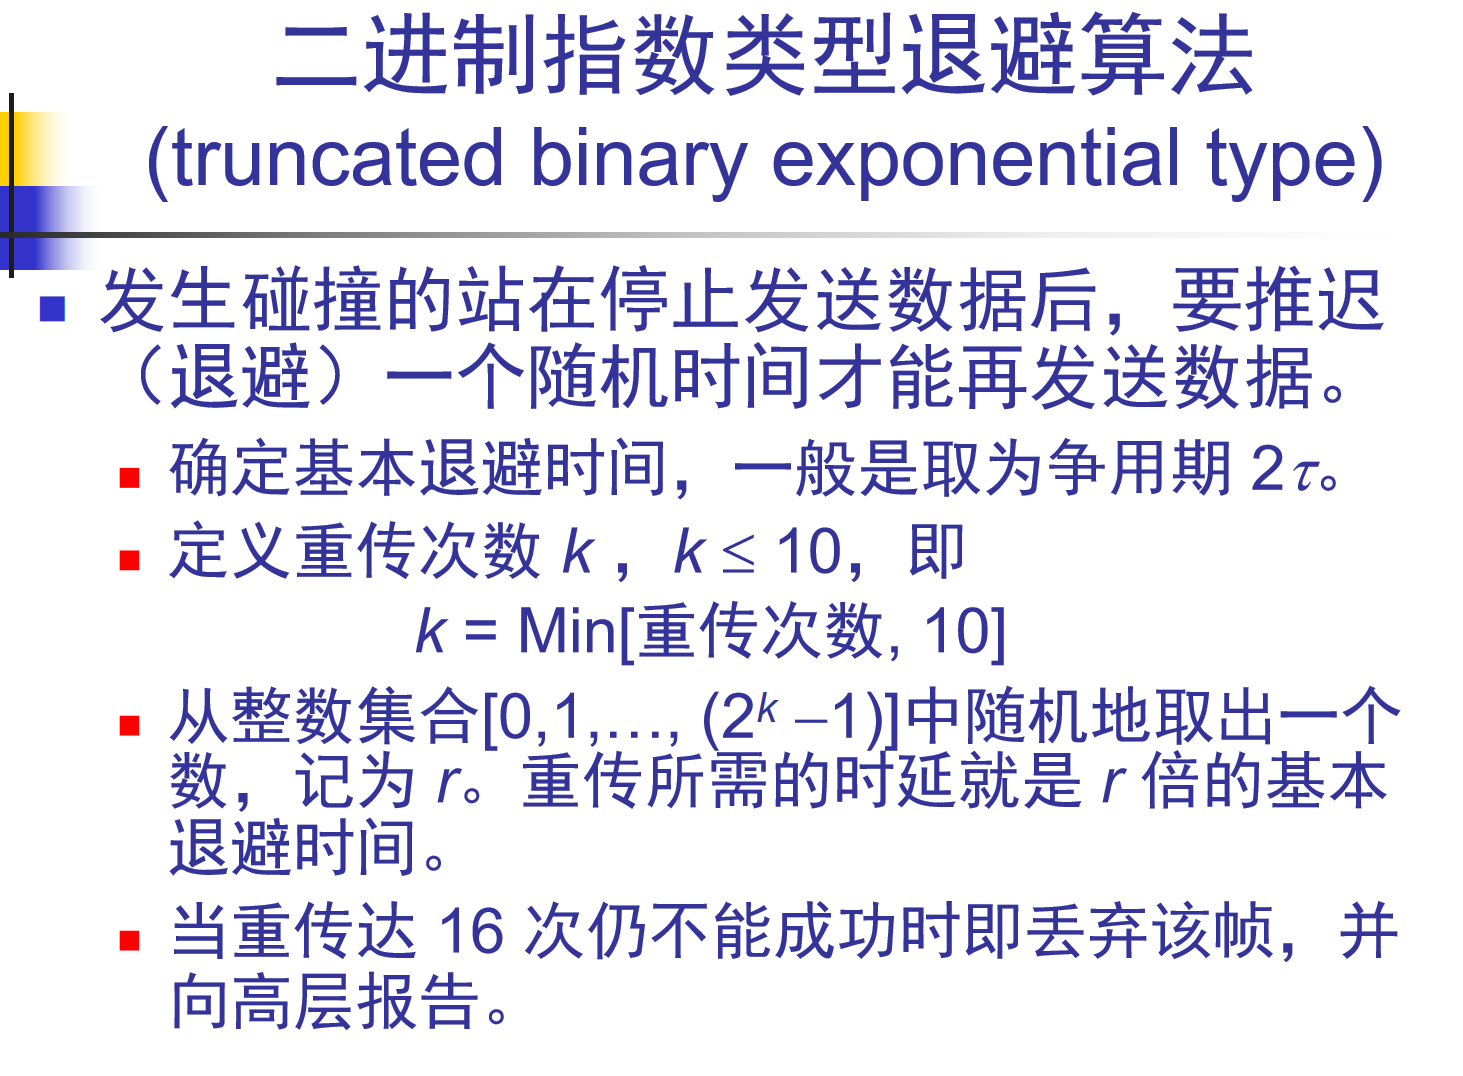 二进制指数类型退避算法
(truncated binary exponential type)
发生碰撞的站在停止发送数据后，要推迟
（退避）一个随机时间才能再发送数据。
确定基本退避时间，一般是取为争用期 2τ。
定义重传次数 k ，k ≤ 10，即
k = Min[重传次数, 10]
从整数集合[0,1,…, (2ᵏ –1)]中随机地取出一个
数，记为 r。重传所需的时延就是 r 倍的基本
退避时间。
当重传达 16 次仍不能成功时即丢弃该帧，并
向高层报告。